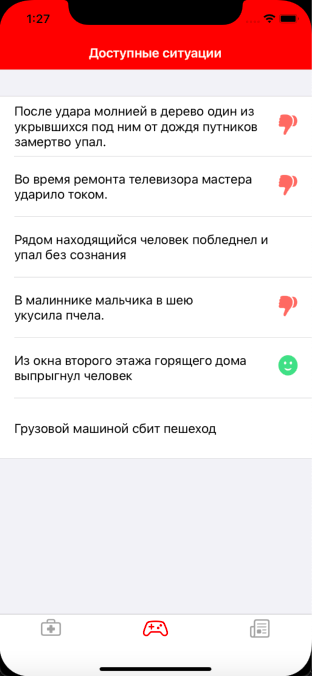 1:27
Доступные ситуации
После удара молнией в дерево один из
укрывшихся под ним от дождя путников
замертво упал.
Во время ремонта телевизора мастера
ударило током.
Рядом находящийся человек побледнел и
упал без сознания
В малиннике мальчика в шею
укусила пчела.
Из окна второго этажа горящего дома
выпрыгнул человек
Грузовой машиной сбит пешеход